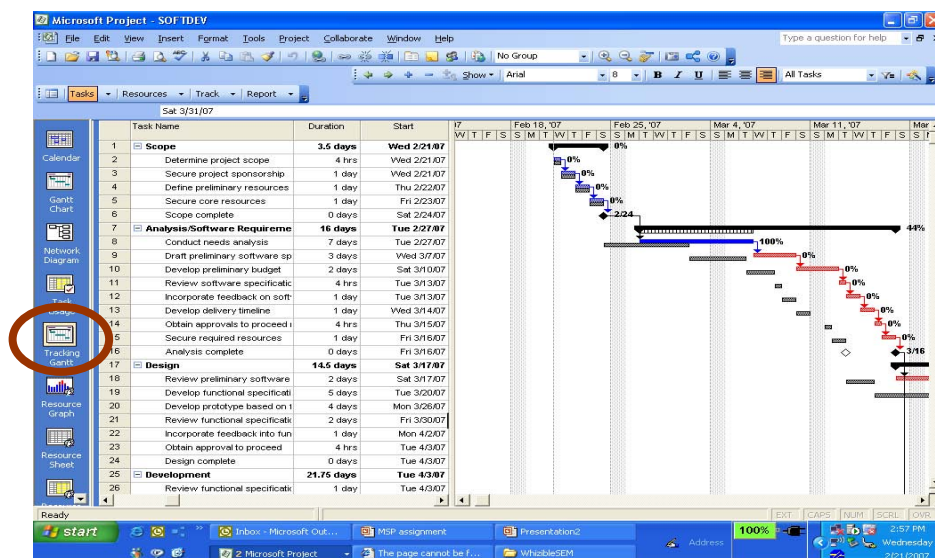 Microsoft Project - SOFTDEV
File Edit View Insert Format Tools Project Collaborate Window Help
Type a question for help
No Group
Show Arial 8 B I U All Tasks
Tasks Resources Track Report
Sat 3/31/07
Task Name Duration Start
Feb 18, '07 Feb 25, '07 Mar 4, '07 Mar 11, '07 Mar
W T F S S M T W T F S S M T W T F S S M T W T F S S M T W T F S S
1 Scope 3.5 days Wed 2/21/07 0%
2 Determine project scope 4 hrs Wed 2/21/07 0%
3 Secure project sponsorship 1 day Wed 2/21/07 0%
4 Define preliminary resources 1 day Thu 2/22/07 0%
5 Secure core resources 1 day Fri 2/23/07 0%
6 Scope complete 0 days Sat 2/24/07 2/24
7 Analysis/Software Requireme 16 days Tue 2/27/07 44%
8 Conduct needs analysis 7 days Tue 2/27/07 100%
9 Draft preliminary software sp 3 days Wed 3/7/07 0%
10 Develop preliminary budget 2 days Sat 3/10/07 0%
11 Review software specificatic 4 hrs Tue 3/13/07 0%
12 Incorporate feedback on soft 1 day Tue 3/13/07 0%
13 Develop delivery timeline 1 day Wed 3/14/07 0%
14 Obtain approvals to proceed 4 hrs Thu 3/15/07 0%
15 Secure required resources 1 day Fri 3/16/07 0%
16 Analysis complete 0 days Fri 3/16/07 3/16
17 Design 14.5 days Sat 3/17/07
18 Review preliminary software 2 days Sat 3/17/07
19 Develop functional specificati 5 days Tue 3/20/07
20 Develop prototype based on 4 days Mon 3/26/07
21 Review functional specificatic 2 days Fri 3/30/07
22 Incorporate feedback into fun 1 day Mon 4/2/07
23 Obtain approval to proceed 4 hrs Tue 4/3/07
24 Design complete 0 days Tue 4/3/07
25 Development 21.75 days Tue 4/3/07
26 Review functional specificatic 1 day Tue 4/3/07
Calendar
Gantt
Chart
Network
Diagram
Task
Usage
Tracking
Gantt
Resource
Graph
Resource
Sheet
Ready
EXT CAPS NUM SCRL OVR
start
Inbox - Microsoft Out...
MSP assignment
Presentation2
100%
2:57 PM
2 Microsoft Project
The page cannot be f...
WhizibleSEM
Address
Wednesday
2/21/2007